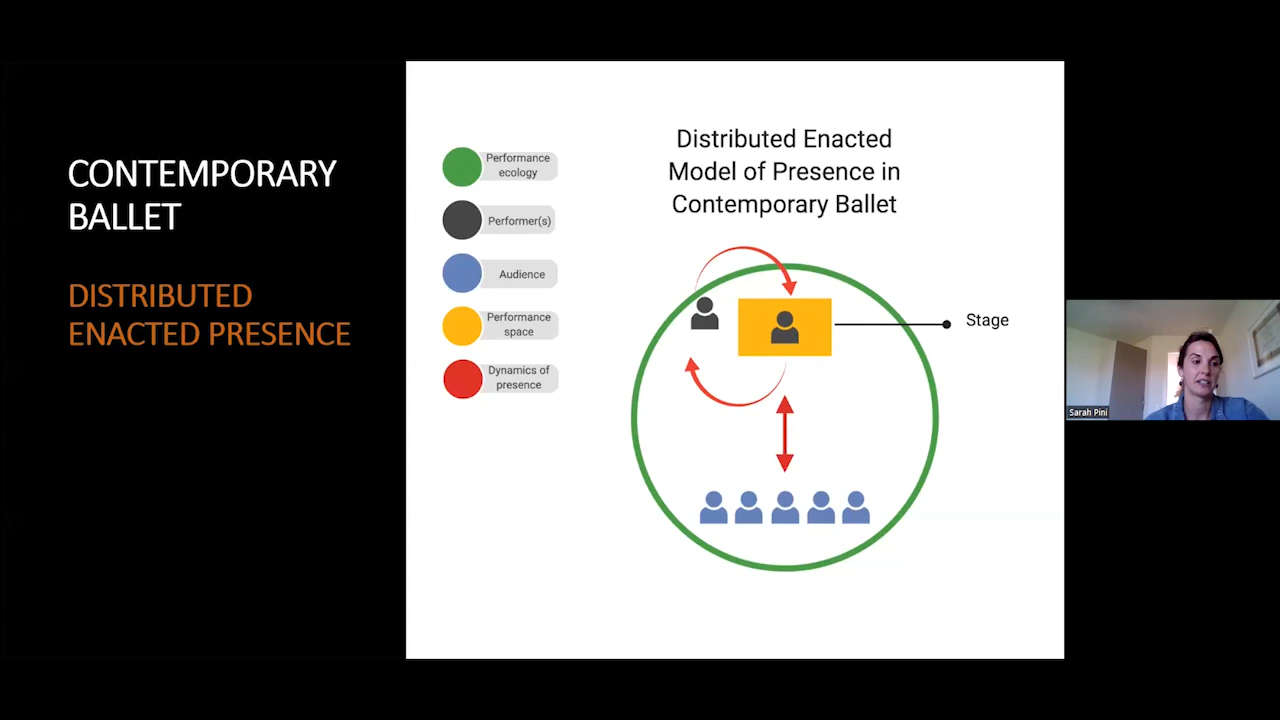 CONTEMPORARY
BALLET
DISTRIBUTED
ENACTED PRESENCE
Performance
ecology
Performer(s)
Audience
Performance
space
Dynamics of
presence
Distributed Enacted
Model of Presence in
Contemporary Ballet
Stage
Sarah Pini